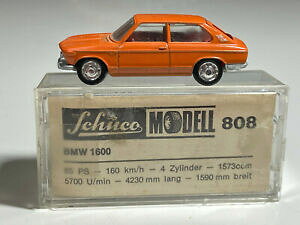 Schuco MODELL 808
BMW 1600
85 PS - 160 km/h - 4 Zylinder - 1573ccm
5700 U/min - 4230 mm lang - 1590 mm breit